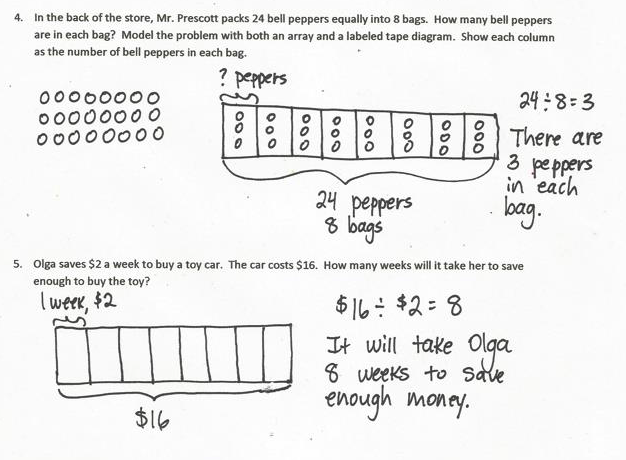 4. In the back of the store, Mr. Prescott packs 24 bell peppers equally into 8 bags. How many bell peppers
are in each bag? Model the problem with both an array and a labeled tape diagram. Show each column
as the number of bell peppers in each bag.
? peppers
24 ÷ 8 = 3
There are
3 peppers
in each
bag.
24 peppers
8 bags
5. Olga saves $2 a week to buy a toy car. The car costs $16. How many weeks will it take her to save
enough to buy the toy?
1 week, $2
$16 ÷ $2 = 8
It will take Olga
8 weeks to save
enough money.
$16